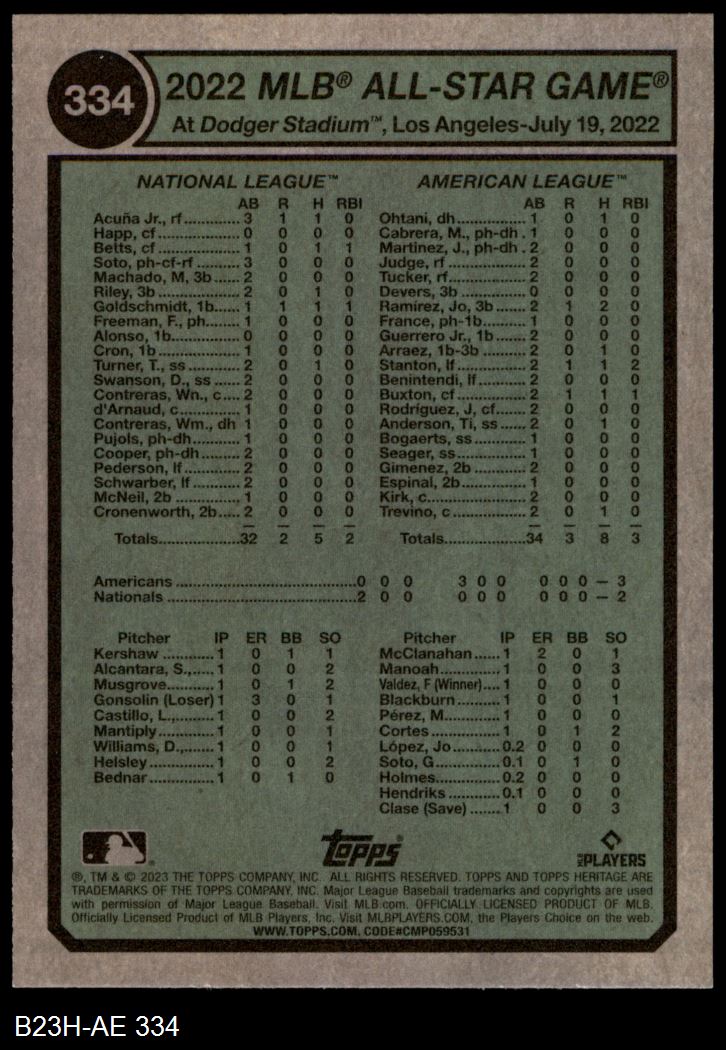 334
2022 MLB® ALL-STAR GAME®
At Dodger Stadium™, Los Angeles-July 19, 2022
NATIONAL LEAGUE™
AB R H RBI
Acuña Jr., rf.............. 3 1 1 0
Happ, cf.................... 0 0 0 0
Betts, cf.................... 1 0 1 1
Soto, ph-cf-rf .......... 3 0 0 0
Machado, M, 3b ..... 2 0 0 0
Riley, 3b ................... 2 0 1 0
Goldschmidt, 1b...... 1 1 1 1
Freeman, F., ph....... 1 0 0 0
Alonso, 1b................ 0 0 0 0
Cron, 1b ................... 1 0 0 0
Turner, T., ss ........... 2 0 1 0
Swanson, D., ss ...... 2 0 0 0
Contreras, Wn., c.... 2 0 0 0
d'Arnaud, c.............. 1 0 0 0
Contreras, Wm., dh 1 0 0 0
Pujols, ph-dh........... 1 0 0 0
Cooper, ph-dh ......... 2 0 0 0
Pederson, lf............. 2 0 0 0
Schwarber, lf .......... 2 0 0 0
McNeil, 2b ............... 1 0 0 0
Cronenworth, 2b..... 2 0 0 0
Totals.................... 32 2 5 2
AMERICAN LEAGUE™
AB R H RBI
Ohtani, dh................ 1 0 1 0
Cabrera, M., ph-dh . 1 0 0 0
Martinez, J., ph-dh . 2 0 0 0
Judge, rf .................. 2 0 0 0
Tucker, rf................. 2 0 0 0
Devers, 3b ............... 0 0 0 0
Ramírez, Jo, 3b ....... 2 1 2 0
France, ph-1b.......... 1 0 0 0
Guerrero Jr., 1b ...... 2 0 0 0
Arraez, 1b-3b .......... 2 0 1 0
Stanton, lf............... 2 1 1 2
Benintendi, lf.......... 2 0 0 0
Buxton, cf................ 2 1 1 1
Rodríguez, J, cf....... 2 0 0 0
Anderson, Ti, ss ..... 2 0 1 0
Bogaerts, ss............ 1 0 0 0
Seager, ss................ 1 0 0 0
Gimenez, 2b ............ 2 0 0 0
Espinal, 2b............... 1 0 0 0
Kirk, c....................... 2 0 0 0
Trevino, c ................. 2 0 1 0
Totals.................... 34 3 8 3
Americans ........................................ 0 0 0 3 0 0 0 0 0 – 3
Nationals .......................................... 2 0 0 0 0 0 0 0 0 – 2
Pitcher IP ER BB SO
Kershaw ............ 1 0 1 1
Alcantara, S.,..... 1 0 0 2
Musgrove........... 1 0 1 2
Gonsolin (Loser) 1 3 0 1
Castillo, L.,......... 1 0 0 2
Mantiply ............ 1 0 0 1
Williams, D.,....... 1 0 0 1
Helsley ............... 1 0 0 2
Bednar ............... 1 0 1 0
Pitcher IP ER BB SO
McClanahan ...... 1 2 0 1
Manoah.............. 1 0 0 3
Valdez, F (Winner).... 1 0 0 0
Blackburn .......... 1 0 0 1
Pérez, M............. 1 0 0 0
Cortes ................ 1 0 1 2
López, Jo ........... 0.2 0 0 0
Soto, G............... 0.1 0 1 0
Holmes............... 0.2 0 0 0
Hendriks ............ 0.1 0 0 0
Clase (Save) ....... 1 0 0 3
Topps
MLB PLAYERS
®, TM & © 2023 THE TOPPS COMPANY, INC. ALL RIGHTS RESERVED. TOPPS AND TOPPS HERITAGE ARE
TRADEMARKS OF THE TOPPS COMPANY, INC. Major League Baseball trademarks and copyrights are used
with permission of Major League Baseball. Visit MLB.com. OFFICIALLY LICENSED PRODUCT OF MLB.
Officially Licensed Product of MLB Players, Inc. Visit MLBPLAYERS.COM, the Players Choice on the web.
WWW.TOPPS.COM. CODE#CMP059531
B23H-AE 334